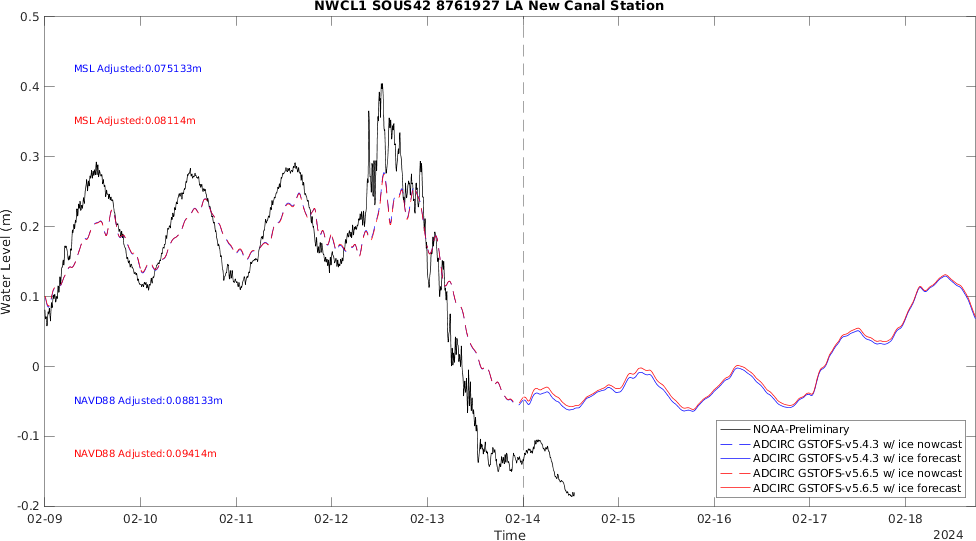 NWCL1 SOUS42 8761927 LA New Canal Station
0.5
0.4
0.3
0.2
0.1
0
-0.1
-0.2
Water Level (m)
MSL Adjusted:0.075133m
MSL Adjusted:0.08114m
NAVD88 Adjusted:0.088133m
NAVD88 Adjusted:0.09414m
NOAA-Preliminary
ADCIRC GSTOFS-v5.4.3 w/ ice nowcast
ADCIRC GSTOFS-v5.4.3 w/ ice forecast
ADCIRC GSTOFS-v5.6.5 w/ ice nowcast
ADCIRC GSTOFS-v5.6.5 w/ ice forecast
02-09 02-10 02-11 02-12 02-13 02-14 02-15 02-16 02-17 02-18
Time
2024